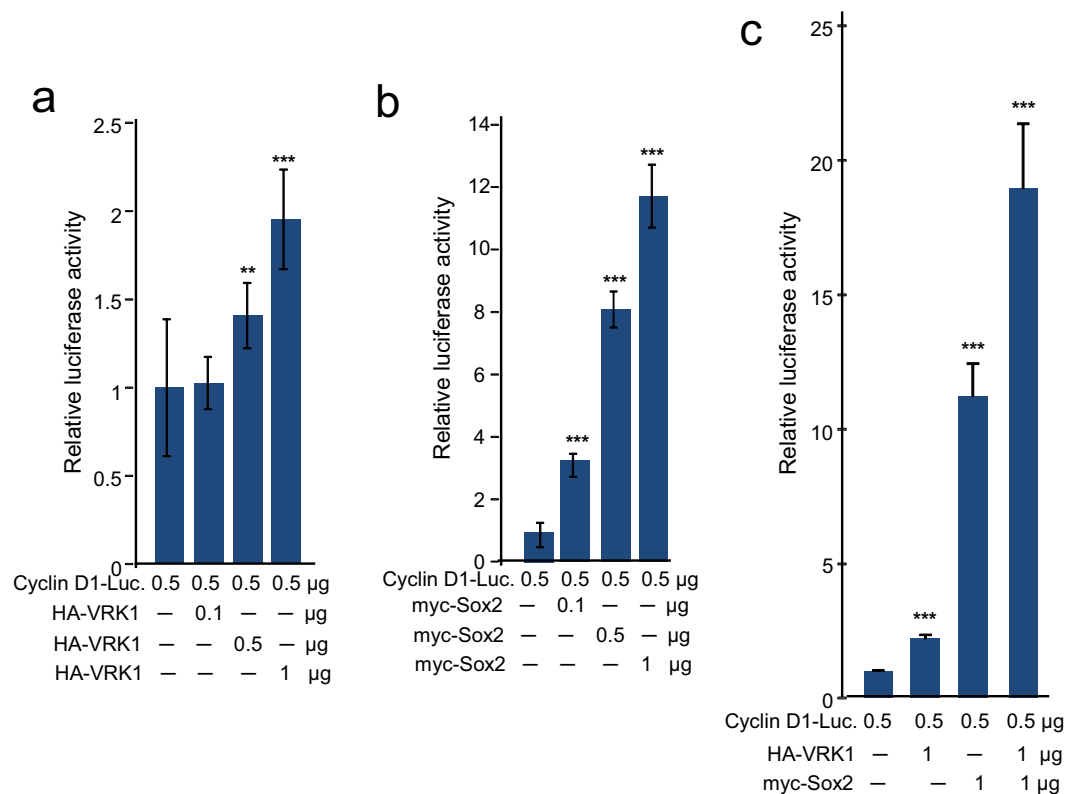 a
2.5
2
1.5
1
0.5
0
Relative luciferase activity
**
***
Cyclin D1-Luc. 0.5 0.5 0.5 0.5 µg
HA-VRK1 — 0.1 — — µg
HA-VRK1 — — 0.5 — µg
HA-VRK1 — — — 1 µg
b
14
12
10
8
6
4
2
0
Relative luciferase activity
***
***
***
Cyclin D1-Luc. 0.5 0.5 0.5 0.5 µg
myc-Sox2 — 0.1 — — µg
myc-Sox2 — — 0.5 — µg
myc-Sox2 — — — 1 µg
c
25
20
15
10
5
0
Relative luciferase activity
***
***
***
Cyclin D1-Luc. 0.5 0.5 0.5 0.5 µg
HA-VRK1 — 1 — 1 µg
myc-Sox2 — — 1 1 µg